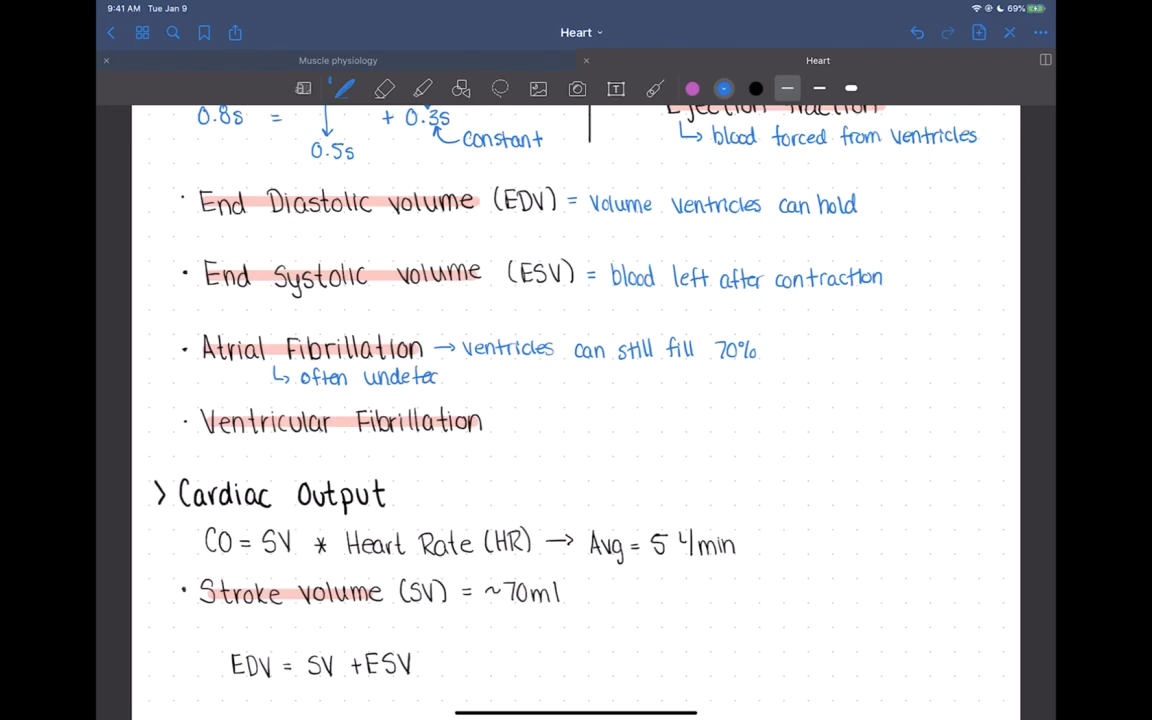 9:41 AM Tue Jan 9
69%
Heart
Muscle physiology
Heart
0.8s = + 0.3s
constant
0.5s
Ejection fraction
blood forced from ventricles
• End Diastolic volume (EDV) = volume ventricles can hold
• End Systolic volume (ESV) = blood left after contraction
• Atrial Fibrillation → ventricles can still fill 70%
↳ often undetec
• Ventricular Fibrillation
> Cardiac Output
CO = SV * Heart Rate (HR) → Avg = 5 L/min
• Stroke volume (SV) = ~70ml
EDV = SV + ESV